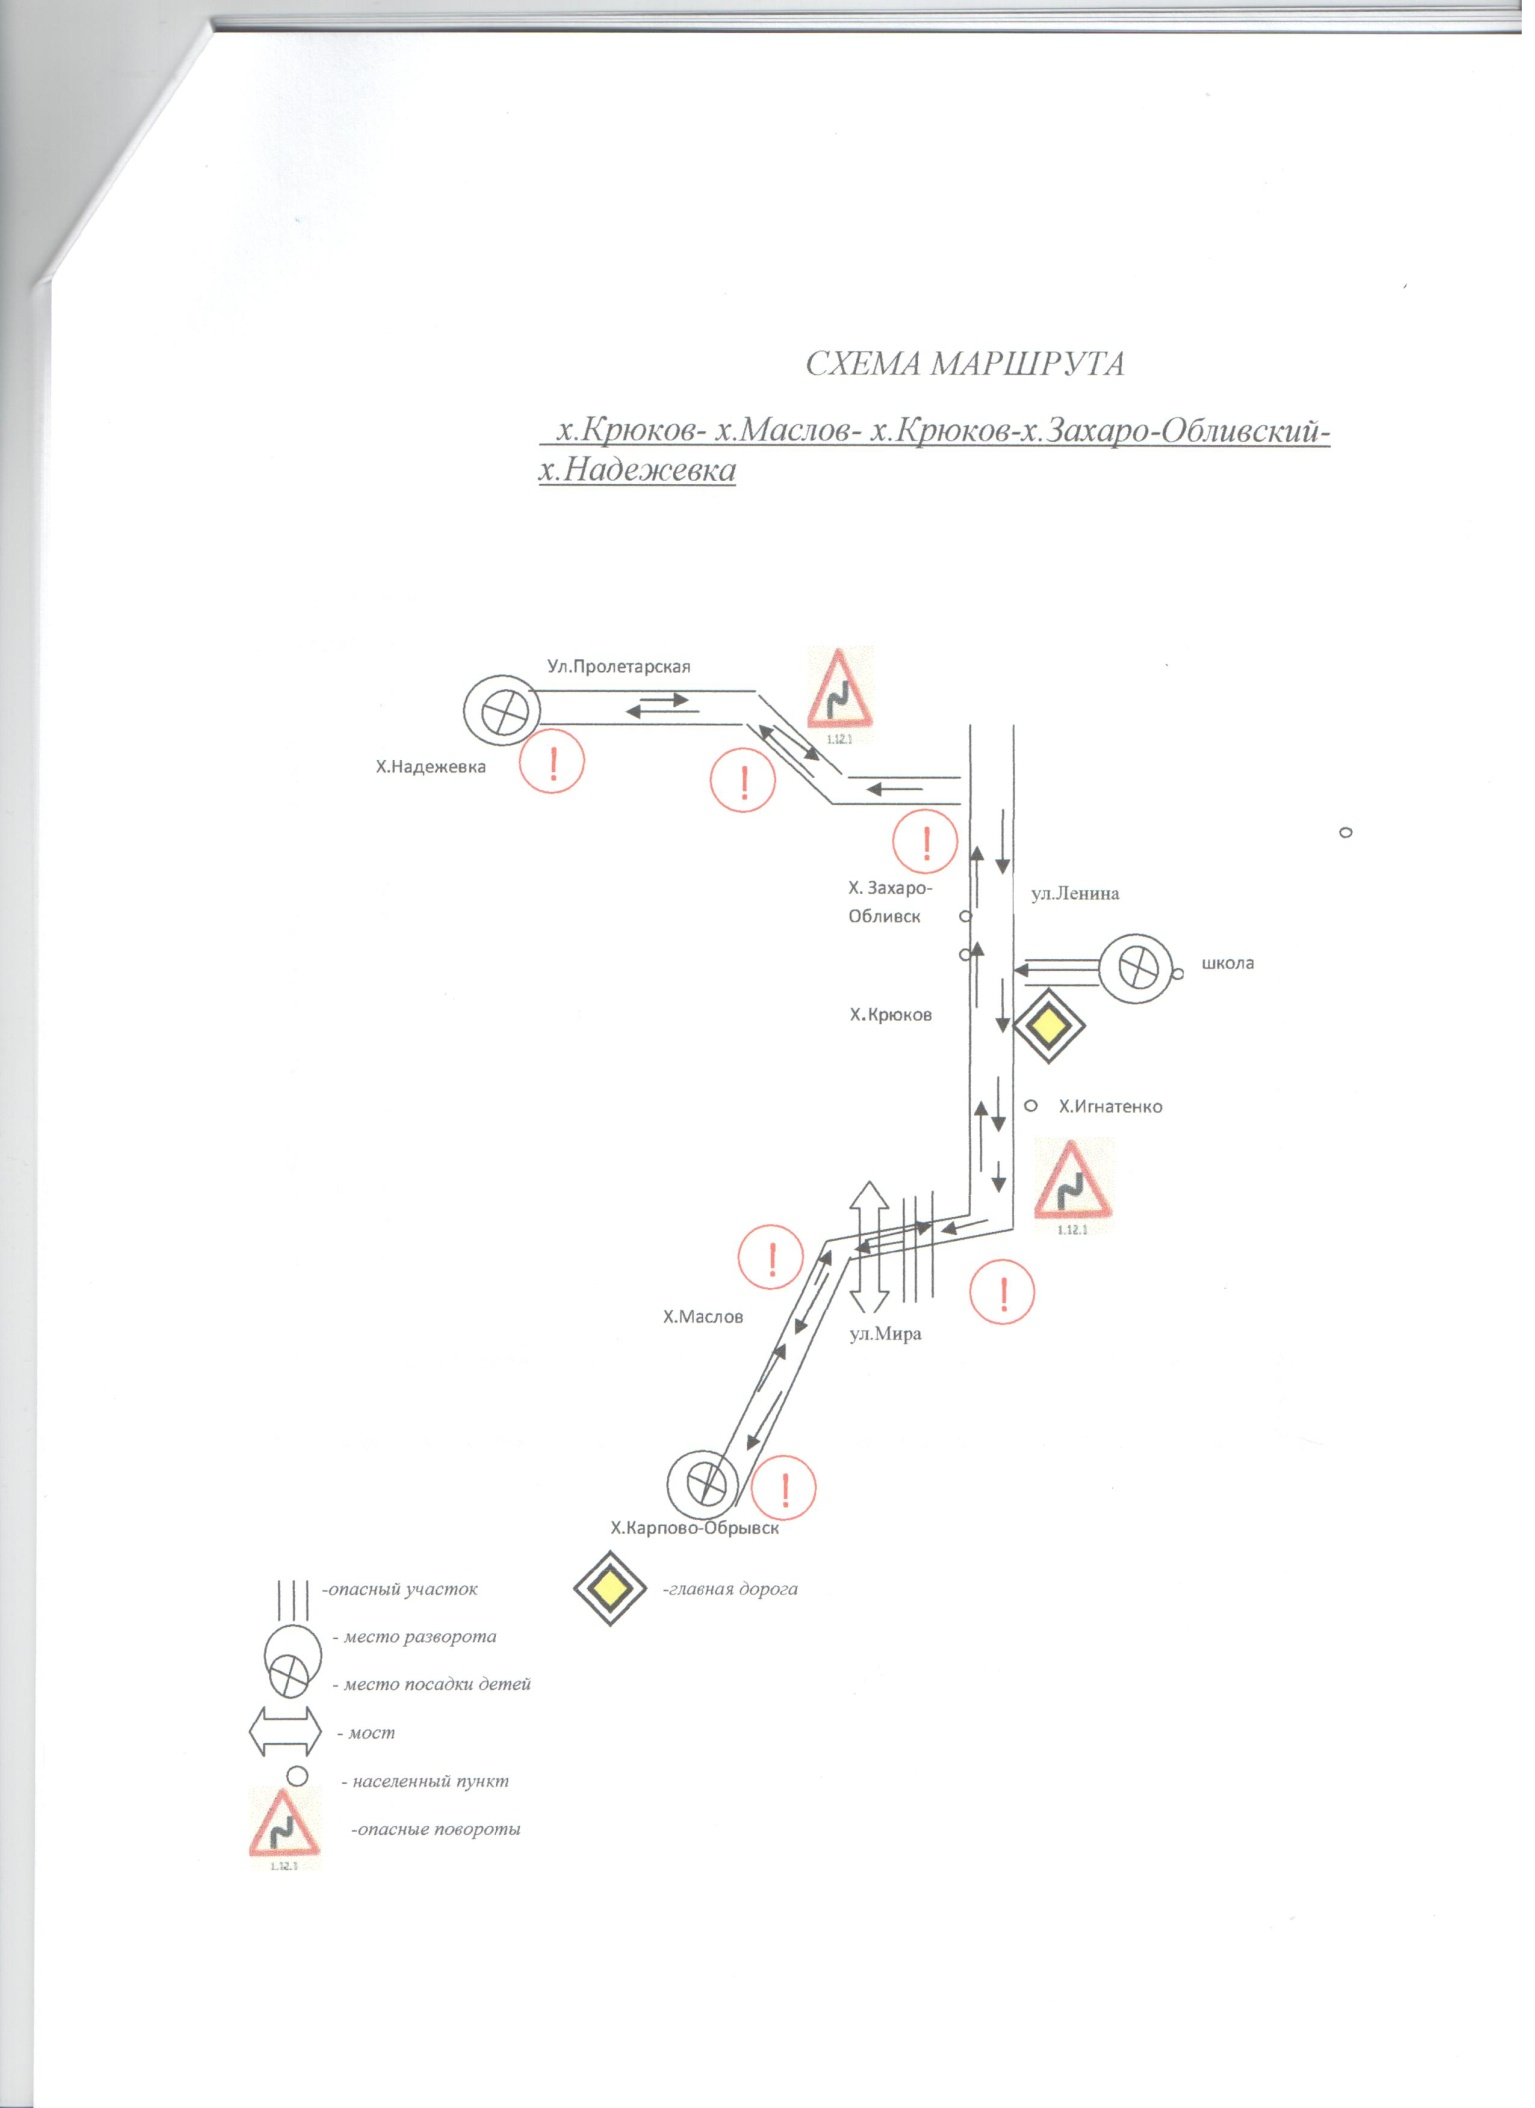 СХЕМА МАРШРУТА
х.Крюков- х.Маслов- х.Крюков-х.Захаро-Обливский-
х.Надежевка
Ул.Пролетарская
1.12.1
Х.Надежевка
!
!
!
Х. Захаро-
Обливск
ул.Ленина
школа
Х.Крюков
Х.Игнатенко
1.12.1
!
!
Х.Маслов
ул.Мира
!
Х.Карпово-Обрывск
-опасный участок
-главная дорога
- место разворота
- место посадки детей
- мост
- населенный пункт
-опасные повороты
1.12.1